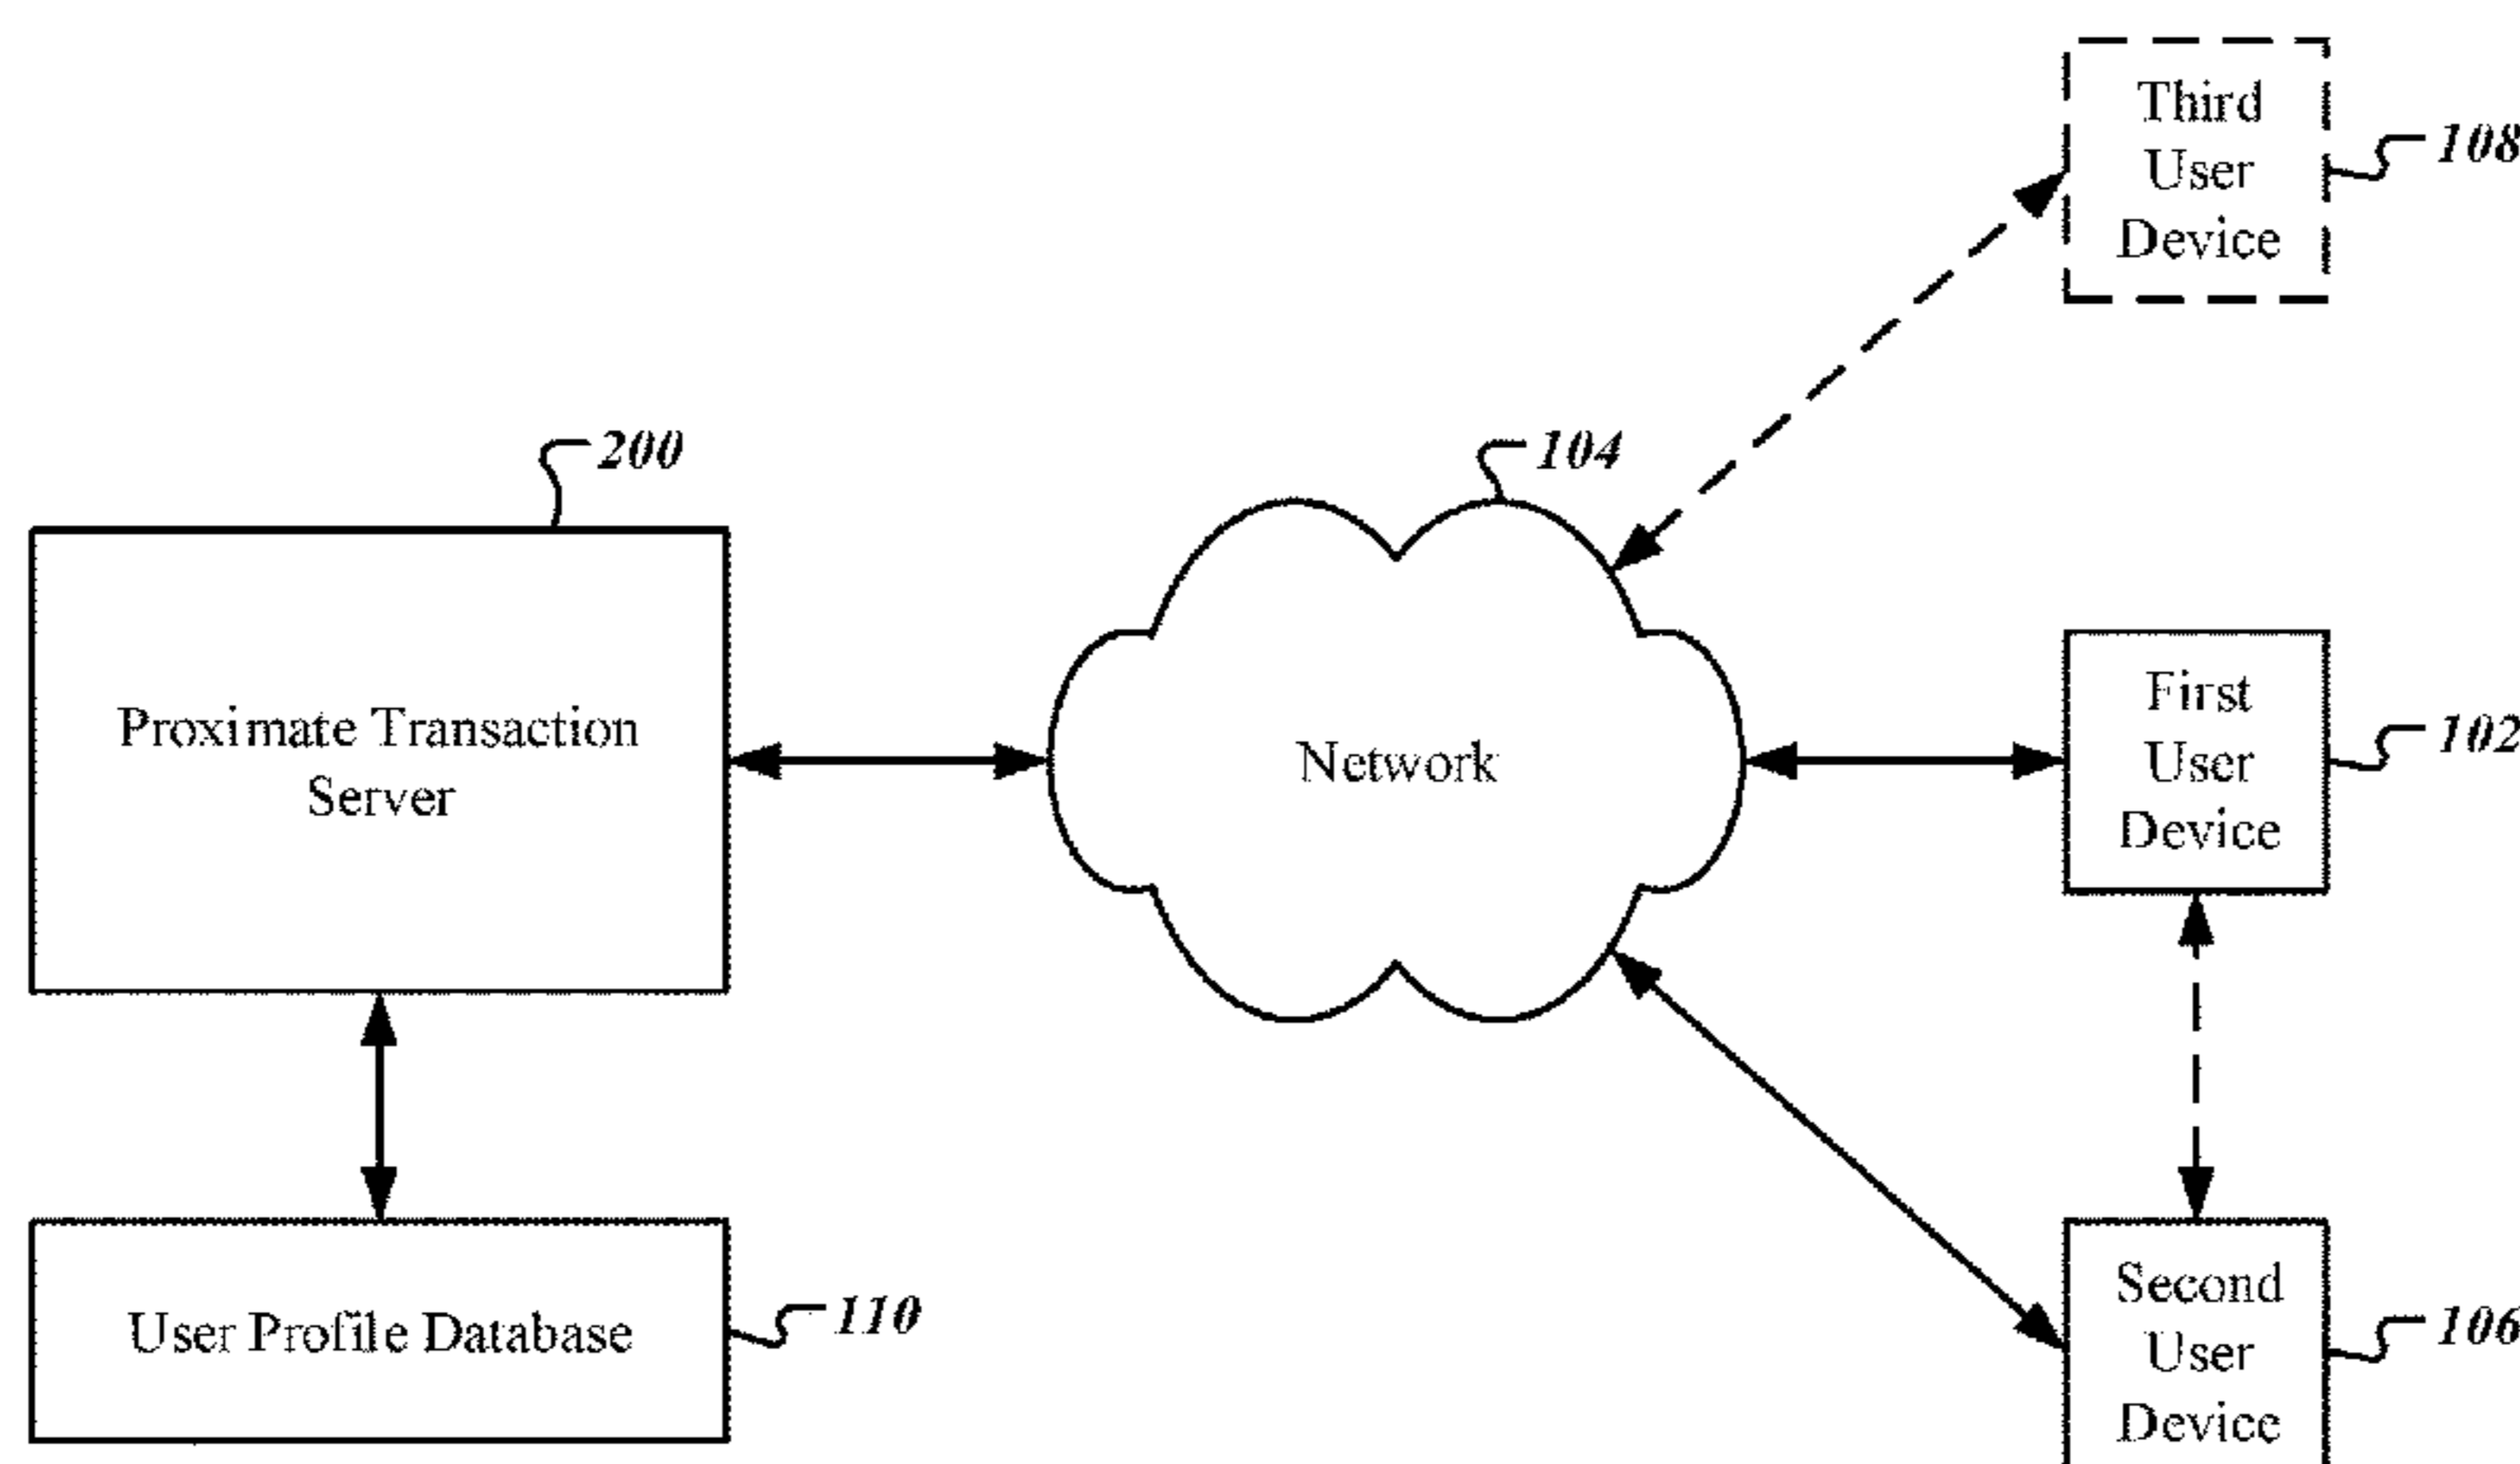 Third
User
Device
108
200
104
Proximate Transaction
Server
Network
First
User
Device
102
User Profile Database
110
Second
User
Device
106